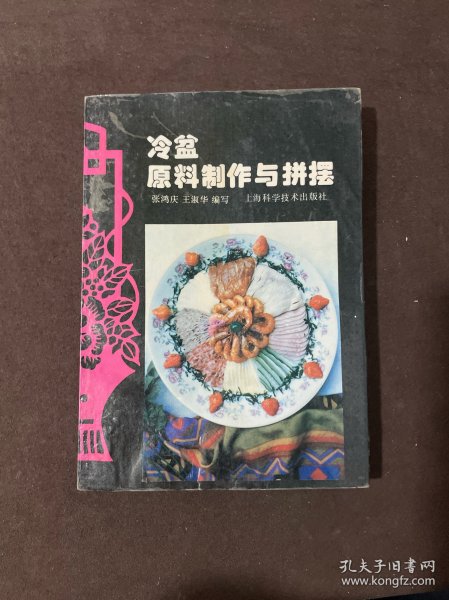 冷盆
原料制作与拼摆
张鸿庆 王淑华 编写 上海科学技术出版社
孔夫子旧书网
www.kongfz.com